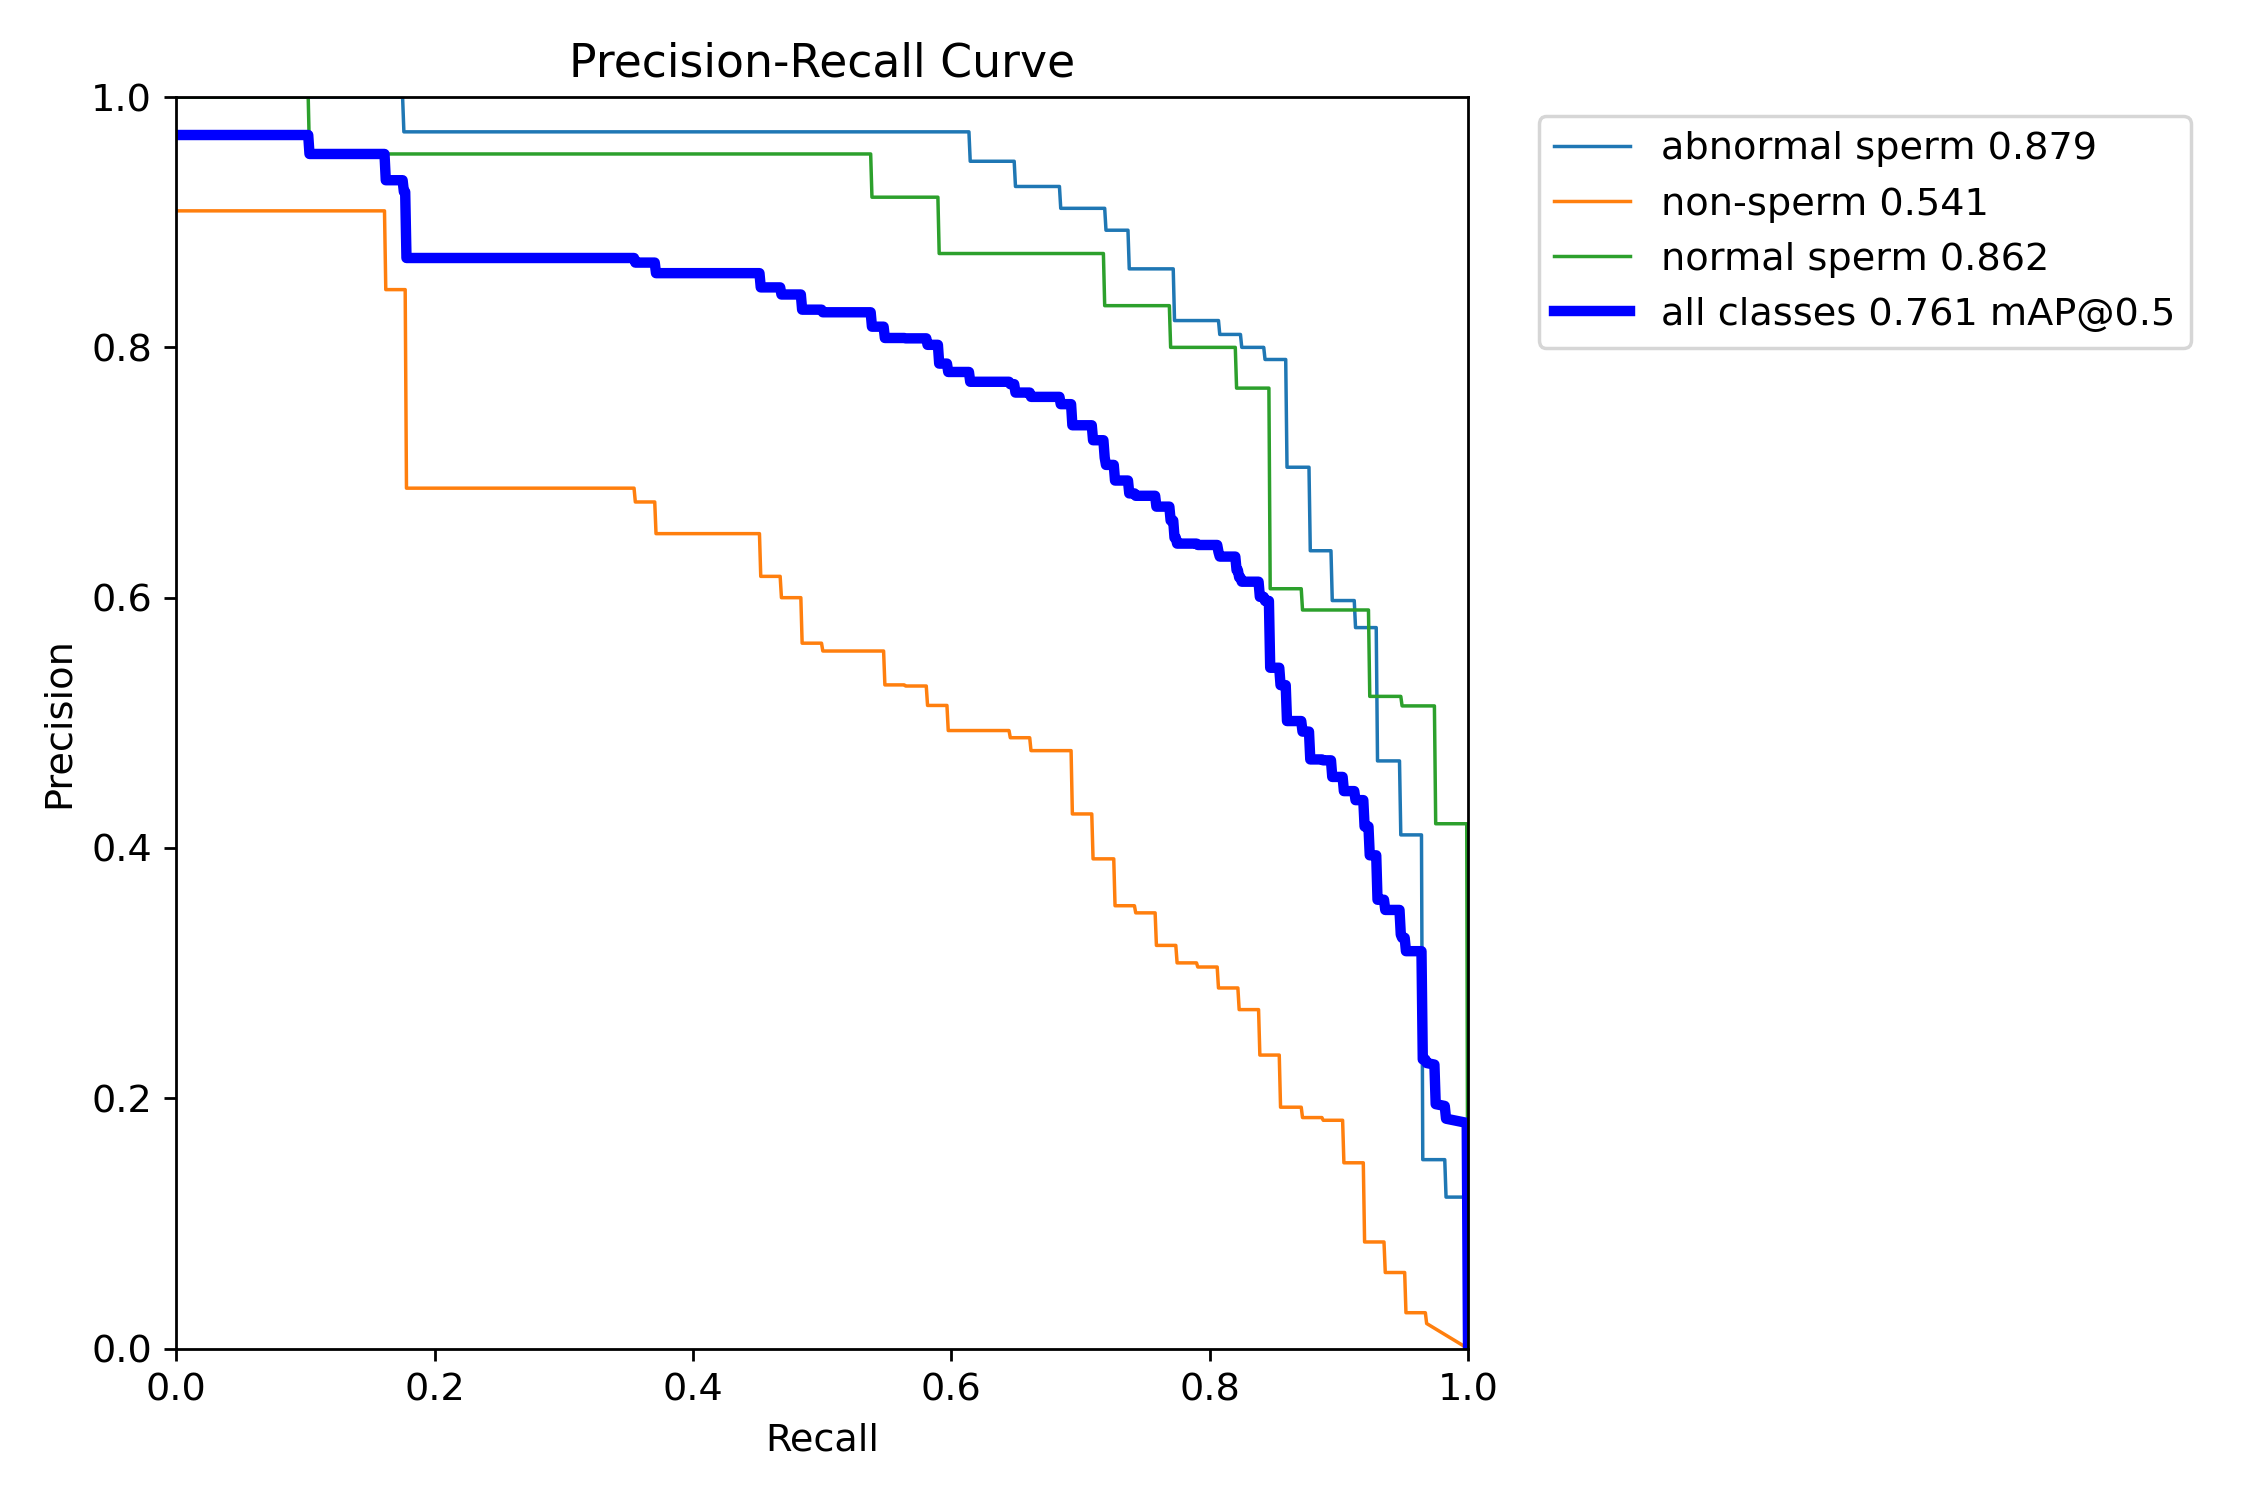 Precision-Recall Curve
1.0
0.8
0.6
0.4
0.2
0.0
Precision
0.0 0.2 0.4 0.6 0.8 1.0
Recall
abnormal sperm 0.879
non-sperm 0.541
normal sperm 0.862
all classes 0.761 mAP@0.5